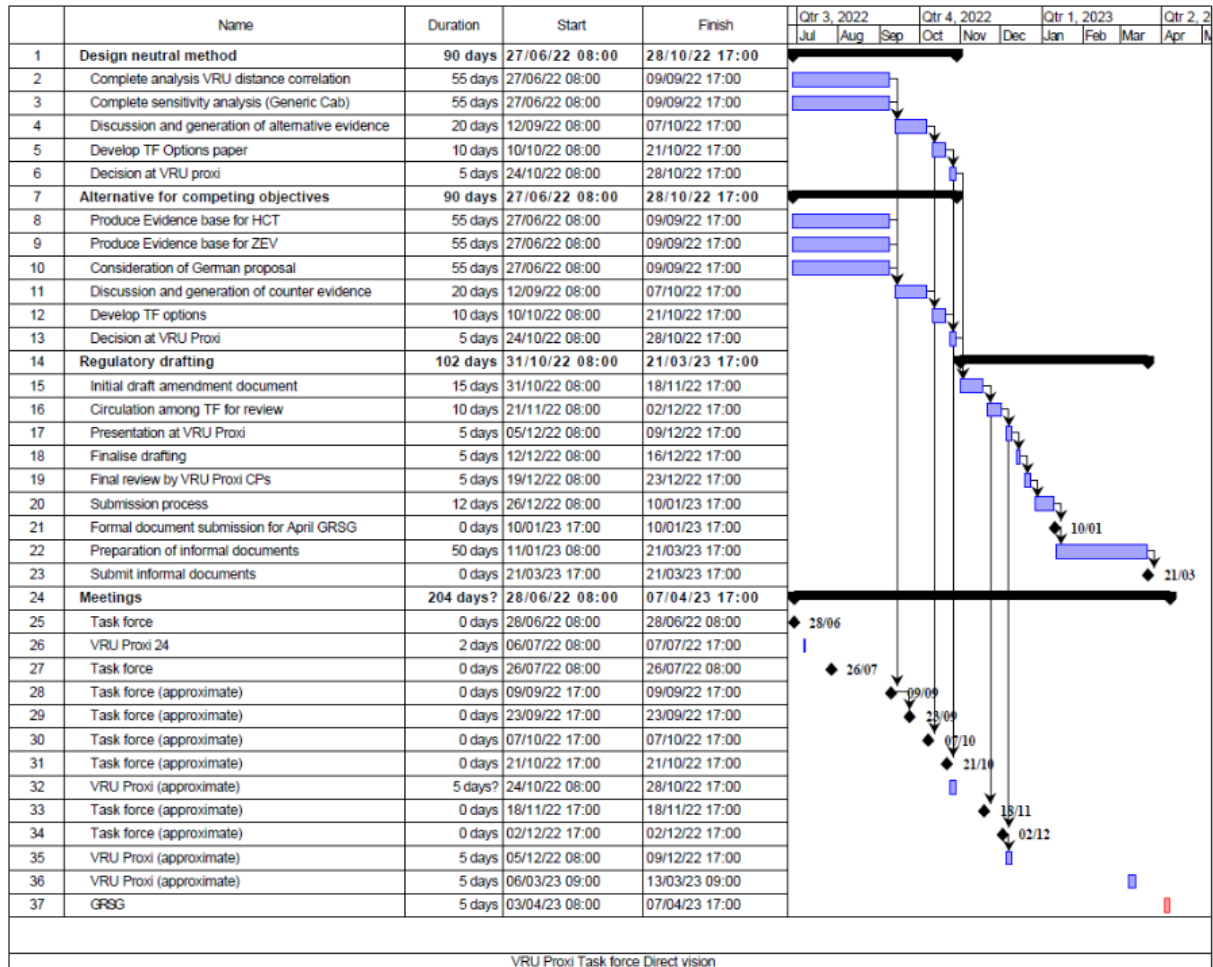 Name Duration Start Finish Qtr 3, 2022 Qtr 4, 2022 Qtr 1, 2023 Qtr 2, 2
Jul Aug Sep Oct Nov Dec Jan Feb Mar Apr M
1 Design neutral method 90 days 27/06/22 08:00 28/10/22 17:00
2 Complete analysis VRU distance correlation 55 days 27/06/22 08:00 09/09/22 17:00
3 Complete sensitivity analysis (Generic Cab) 55 days 27/06/22 08:00 09/09/22 17:00
4 Discussion and generation of alternative evidence 20 days 12/09/22 08:00 07/10/22 17:00
5 Develop TF Options paper 10 days 10/10/22 08:00 21/10/22 17:00
6 Decision at VRU proxi 5 days 24/10/22 08:00 28/10/22 17:00
7 Alternative for competing objectives 90 days 27/06/22 08:00 28/10/22 17:00
8 Produce Evidence base for HCT 55 days 27/06/22 08:00 09/09/22 17:00
9 Produce Evidence base for ZEV 55 days 27/06/22 08:00 09/09/22 17:00
10 Consideration of German proposal 55 days 27/06/22 08:00 09/09/22 17:00
11 Discussion and generation of counter evidence 20 days 12/09/22 08:00 07/10/22 17:00
12 Develop TF options 10 days 10/10/22 08:00 21/10/22 17:00
13 Decision at VRU Proxi 5 days 24/10/22 08:00 28/10/22 17:00
14 Regulatory drafting 102 days 31/10/22 08:00 21/03/23 17:00
15 Initial draft amendment document 15 days 31/10/22 08:00 18/11/22 17:00
16 Circulation among TF for review 10 days 21/11/22 08:00 02/12/22 17:00
17 Presentation at VRU Proxi 5 days 05/12/22 08:00 09/12/22 17:00
18 Finalise drafting 5 days 12/12/22 08:00 16/12/22 17:00
19 Final review by VRU Proxi CPs 5 days 19/12/22 08:00 23/12/22 17:00
20 Submission process 12 days 26/12/22 08:00 10/01/23 17:00
21 Formal document submission for April GRSG 0 days 10/01/23 17:00 10/01/23 17:00 10/01
22 Preparation of informal documents 50 days 11/01/23 08:00 21/03/23 17:00
23 Submit informal documents 0 days 21/03/23 17:00 21/03/23 17:00 21/03
24 Meetings 204 days? 28/06/22 08:00 07/04/23 17:00
25 Task force 0 days 28/06/22 08:00 28/06/22 08:00 28/06
26 VRU Proxi 24 2 days 06/07/22 08:00 07/07/22 17:00
27 Task force 0 days 26/07/22 08:00 26/07/22 08:00 26/07
28 Task force (approximate) 0 days 09/09/22 17:00 09/09/22 17:00 09/09
29 Task force (approximate) 0 days 23/09/22 17:00 23/09/22 17:00 23/09
30 Task force (approximate) 0 days 07/10/22 17:00 07/10/22 17:00 07/10
31 Task force (approximate) 0 days 21/10/22 17:00 21/10/22 17:00 21/10
32 VRU Proxi (approximate) 5 days? 24/10/22 08:00 28/10/22 17:00
33 Task force (approximate) 0 days 18/11/22 17:00 18/11/22 17:00 18/11
34 Task force (approximate) 0 days 02/12/22 17:00 02/12/22 17:00 02/12
35 VRU Proxi (approximate) 5 days 05/12/22 08:00 09/12/22 17:00
36 VRU Proxi (approximate) 5 days 06/03/23 09:00 13/03/23 09:00
37 GRSG 5 days 03/04/23 08:00 07/04/23 17:00
VRU Proxi Task force Direct vision